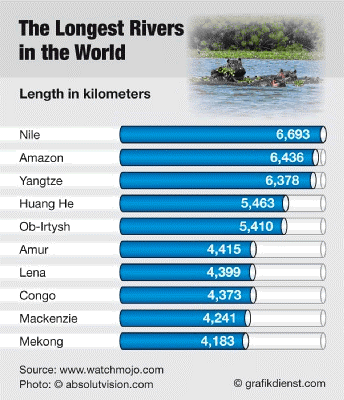 The Longest Rivers
in the World
Length in kilometers
Nile 6,693
Amazon 6,436
Yangtze 6,378
Huang He 5,463
Ob-Irtysh 5,410
Amur 4,415
Lena 4,399
Congo 4,373
Mackenzie 4,241
Mekong 4,183
Source: www.watchmojo.com
Photo: © absolutvision.com © grafikdienst.com